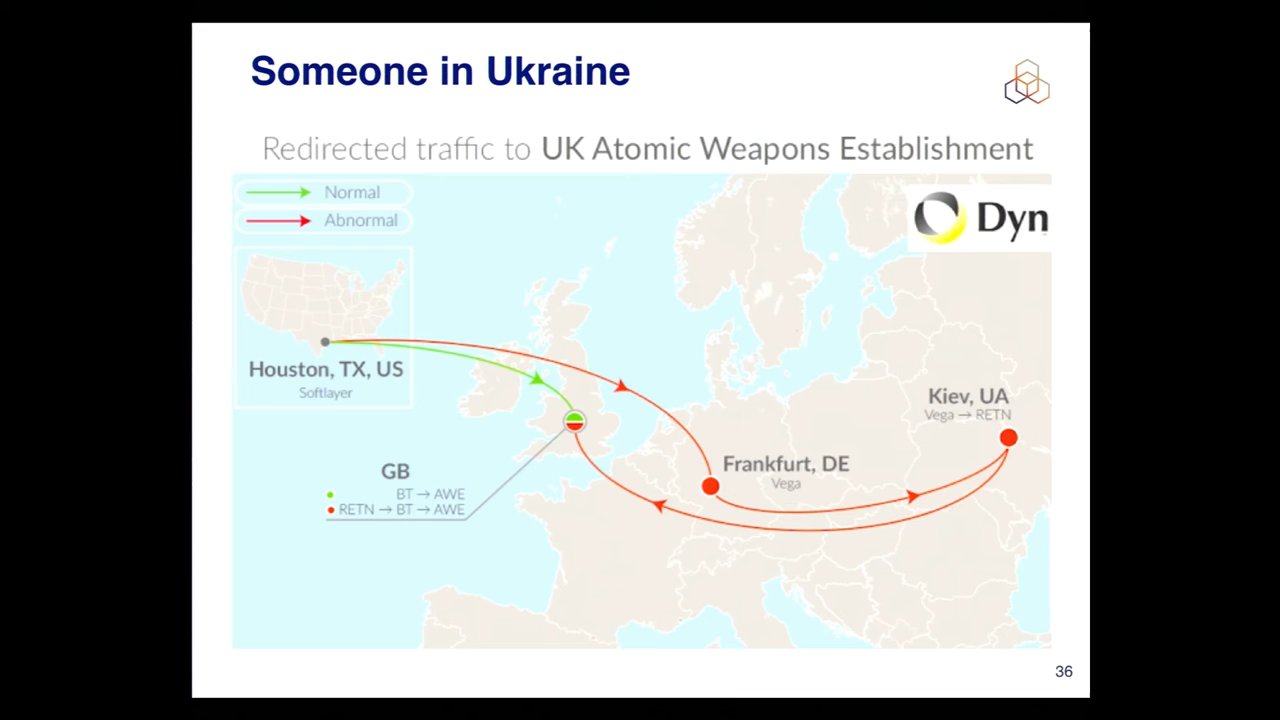 Someone in Ukraine
Redirected traffic to UK Atomic Weapons Establishment
Normal
Abnormal
Dyn
Houston, TX, US
Softlayer
Kiev, UA
Vega → RETN
Frankfurt, DE
Vega
GB
BT → AWE
RETN → BT → AWE
36